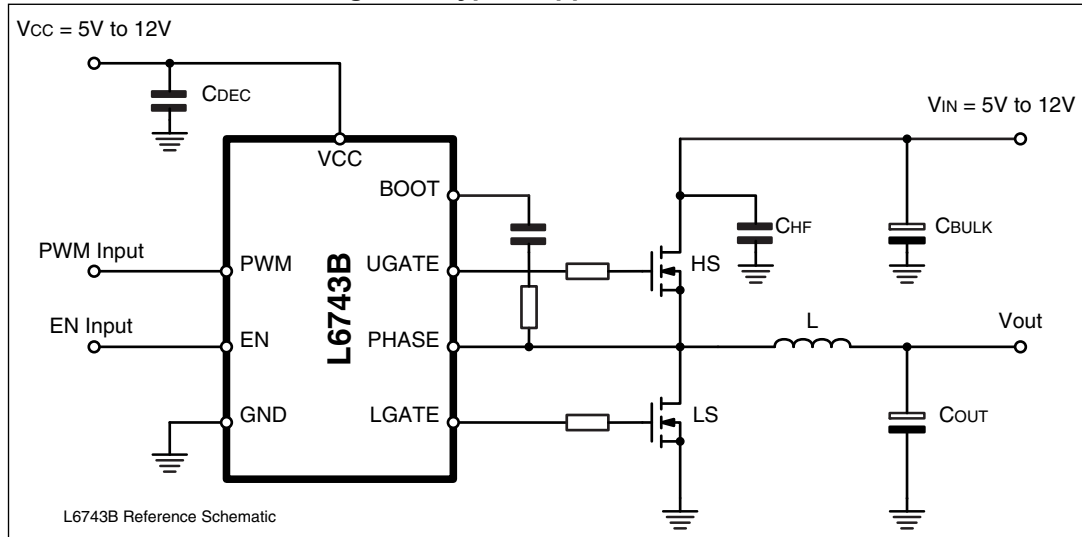 VCC = 5V to 12V
CDEC
VIN = 5V to 12V
VCC
BOOT
CHF
CBULK
PWM Input
PWM
UGATE
HS
L6743B
EN Input
EN
PHASE
L
Vout
GND
LGATE
LS
COUT
L6743B Reference Schematic